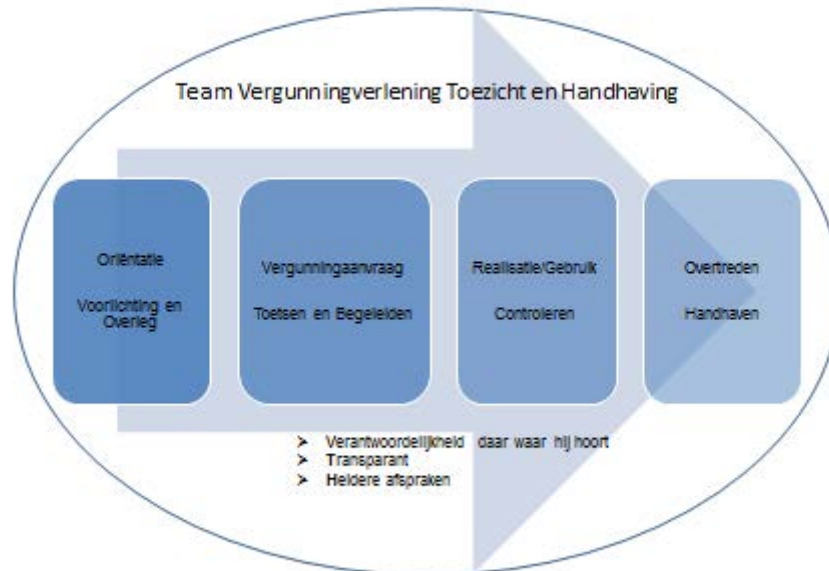 Team Vergunningverlening Toezicht en Handhaving
Oriëntatie
Voorlichting en
Overleg
Vergunningaanvraag
Toetsen en Begeleiden
Realisatie/Gebruik
Controleren
Overtreden
Handhaven
➢ Verantwoordelijkheid daar waar hij hoort
➢ Transparant
➢ Heldere afspraken